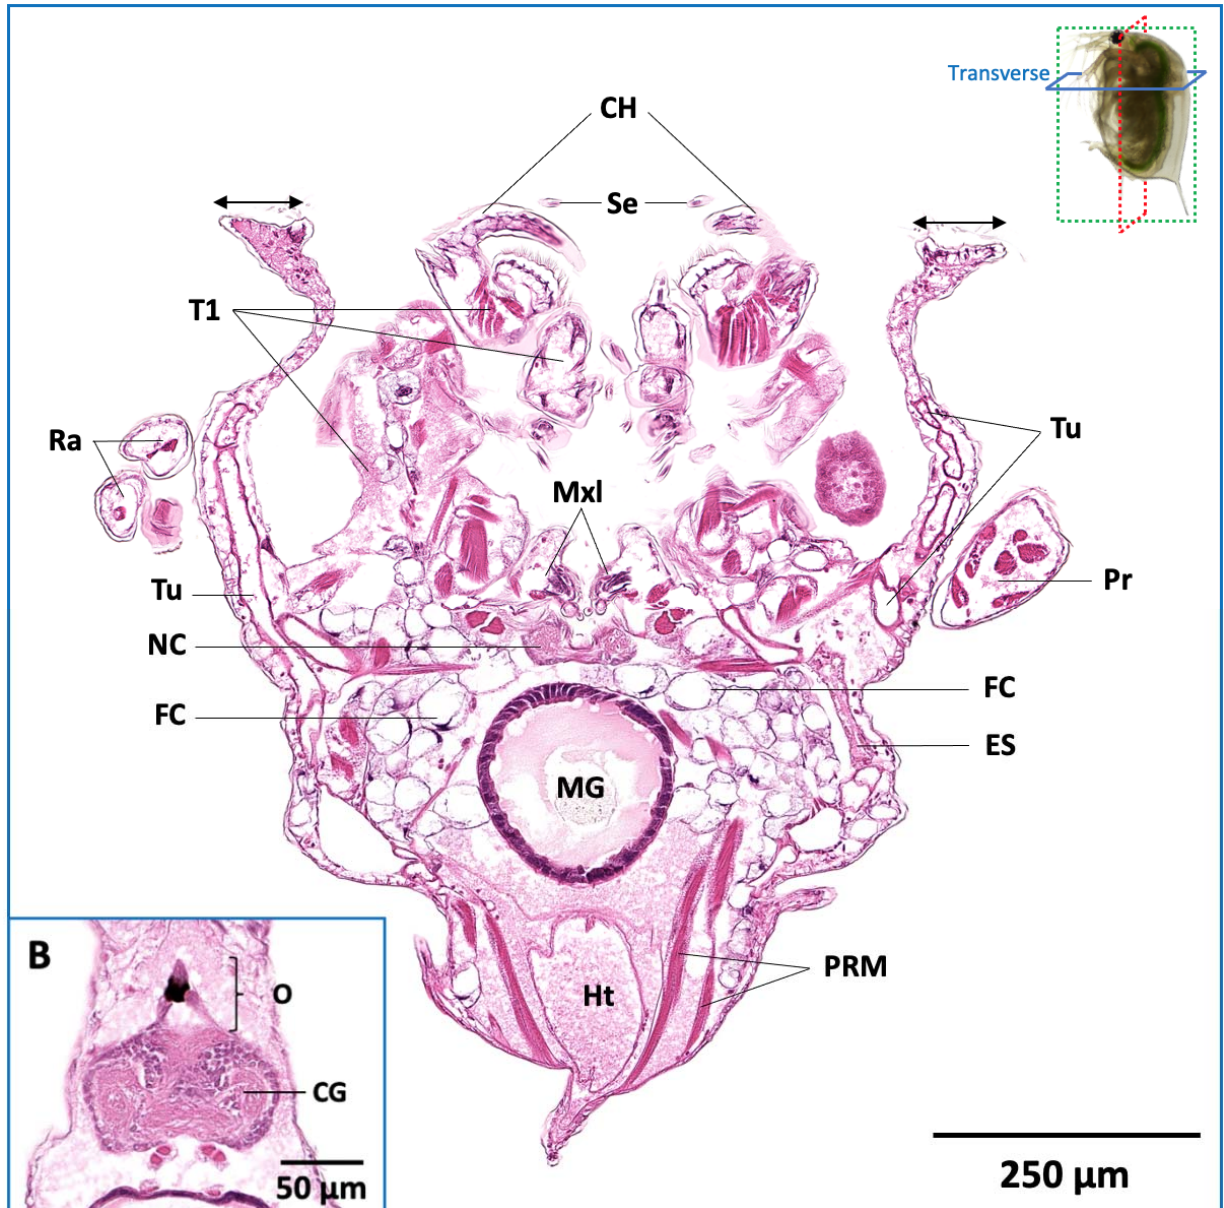 Transverse
CH
Se
T1
Ra
Tu
Mxl
Tu
Pr
NC
FC
FC
ES
MG
PRM
Ht
B
O
CG
50 µm
250 µm